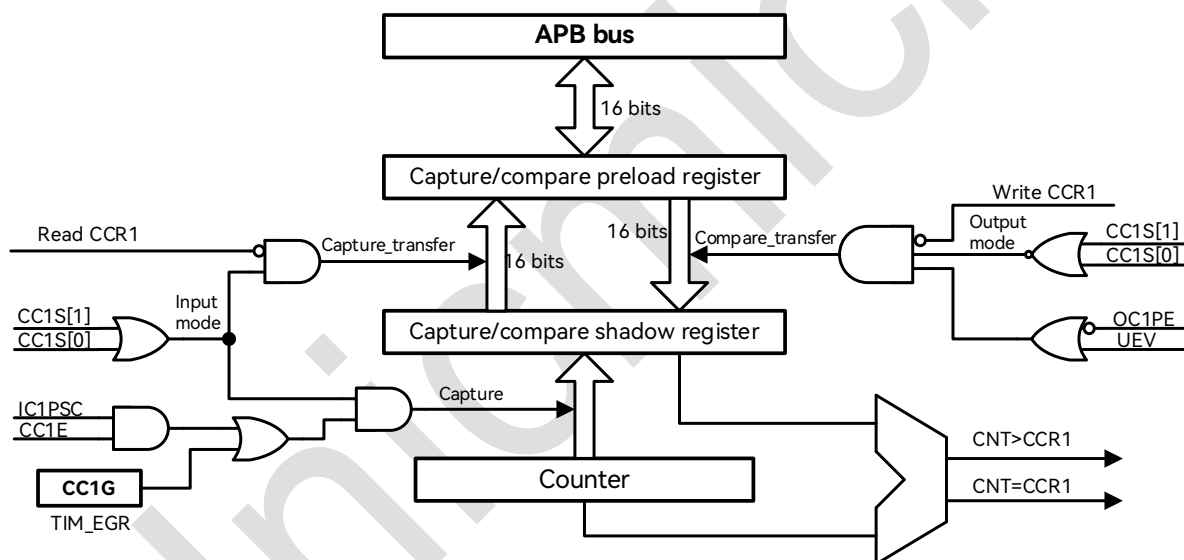 APB bus
16 bits
Capture/compare preload register
Write CCR1
Read CCR1
Capture_transfer
16 bits
16 bits
Compare_transfer
Output
mode
CC1S[1]
CC1S[0]
Input
mode
CC1S[1]
CC1S[0]
Capture/compare shadow register
OC1PE
UEV
IC1PSC
CC1E
Capture
CNT>CCR1
Counter
CNT=CCR1
CC1G
TIM_EGR